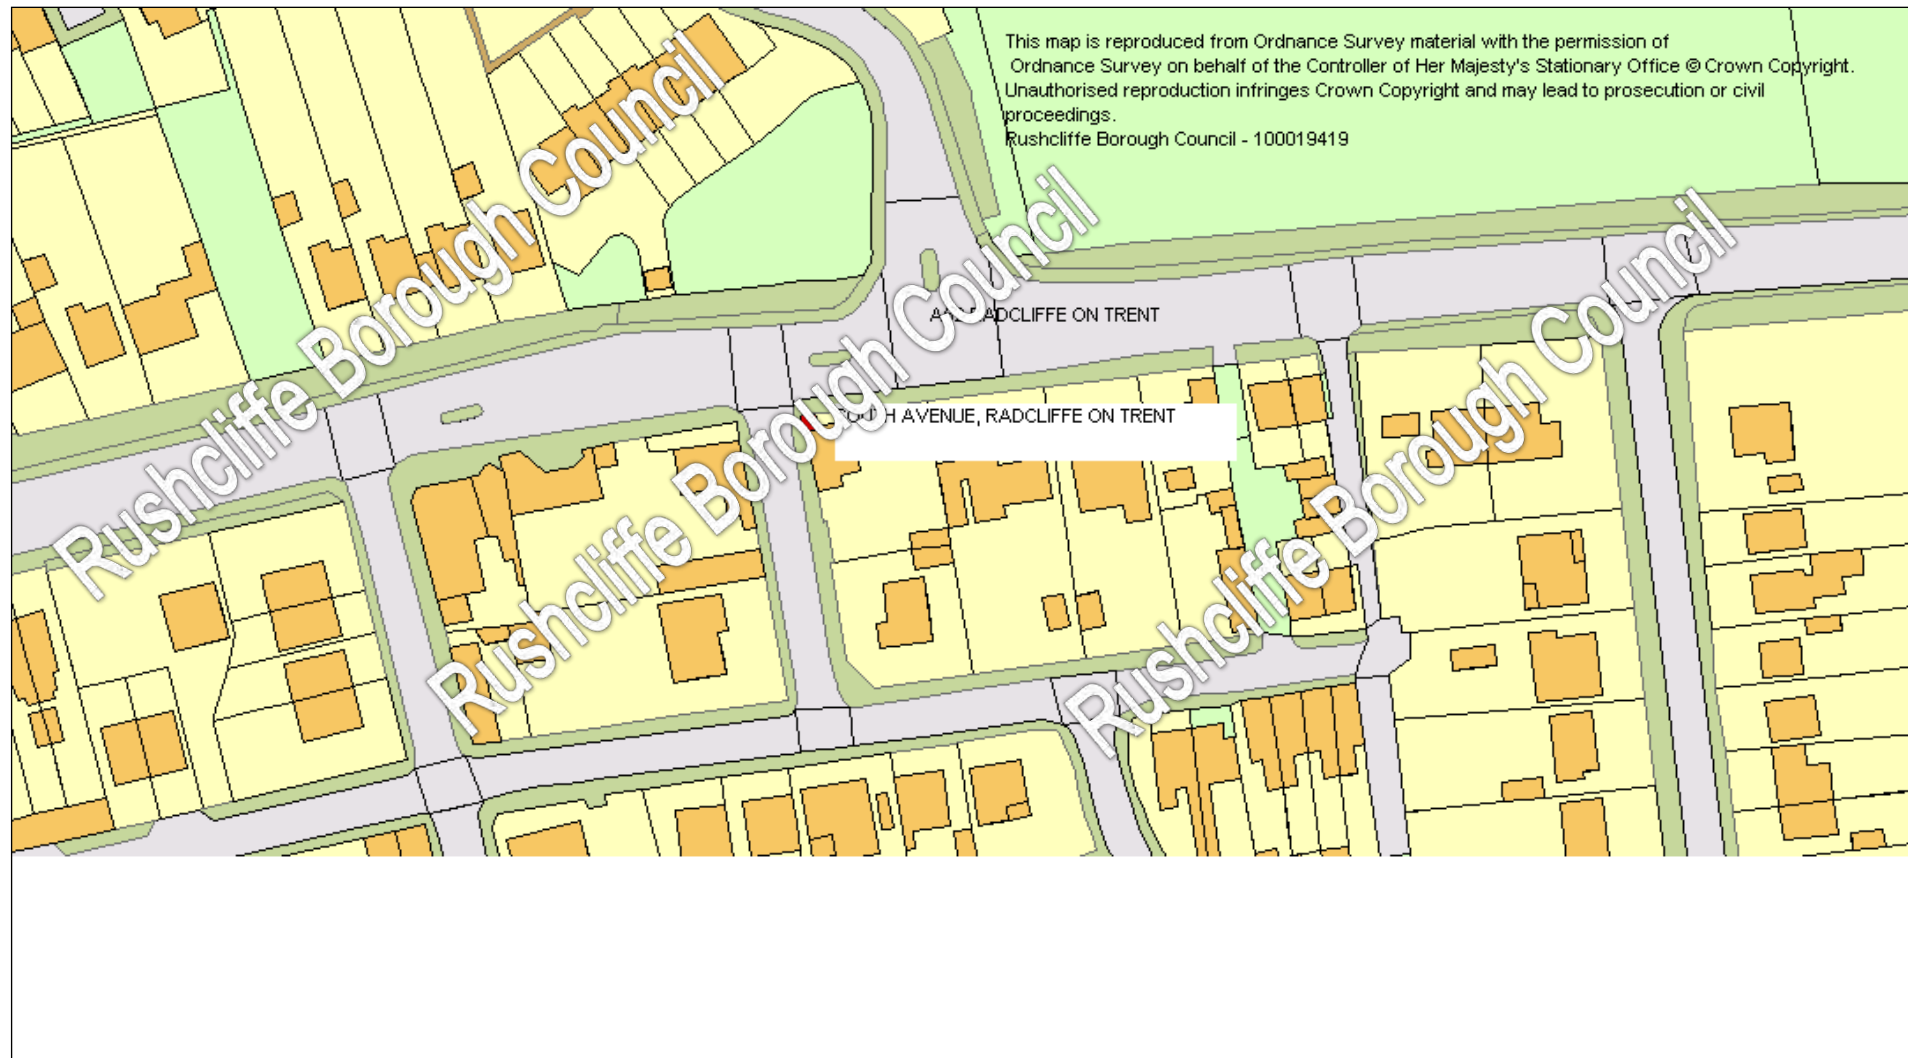 This map is reproduced from Ordnance Survey material with the permission of
Ordnance Survey on behalf of the Controller of Her Majesty's Stationary Office © Crown Copyright.
Unauthorised reproduction infringes Crown Copyright and may lead to prosecution or civil
proceedings.
Rushcliffe Borough Council - 100019419
Rushcliffe Borough Council
Rushcliffe Borough Council
Rushcliffe Borough Council
RADCLIFFE ON TRENT
SOUTH AVENUE, RADCLIFFE ON TRENT